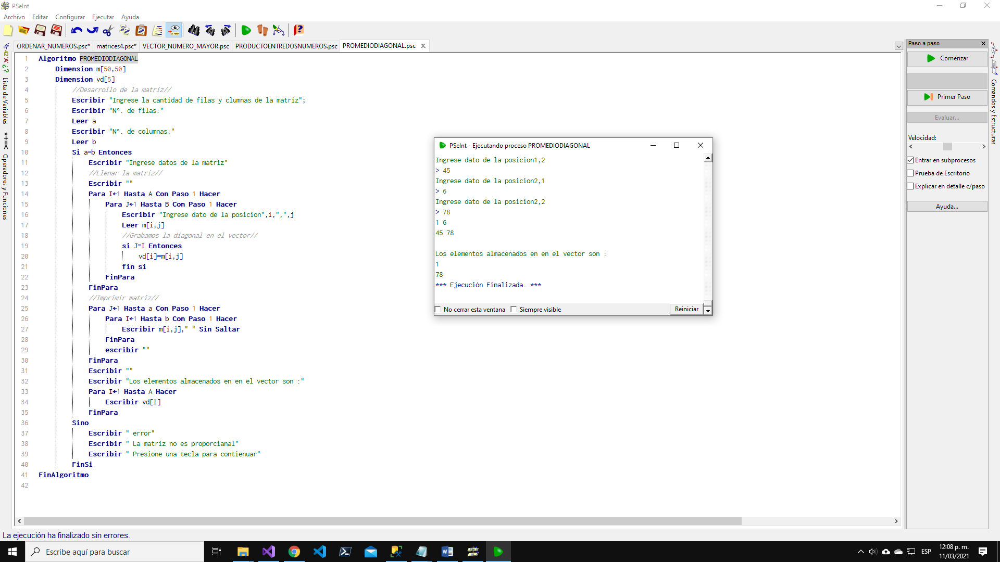 PSeInt
Archivo Editar Configurar Ejecutar Ayuda
ORDENAR_NUMEROS.psc* matrices4.psc* VECTOR_NUMERO_MAYOR.psc PRODUCTOENTREDOSNUMEROS.psc PROMEDIODIAGONAL.psc
Lista de Variables
Operadores y Funciones
1 Algoritmo PROMEDIODIAGONAL
2 Dimension m[50,50]
3 Dimension vd[5]
4 //Desarrollo de la matriz//
5 Escribir "Ingrese la cantidad de filas y clumnas de la matriz";
6 Escribir "N°. de filas:"
7 Leer a
8 Escribir "N°. de columnas:"
9 Leer b
10 Si a=b Entonces
11 Escribir "Ingrese datos de la matriz"
12 //Llenar la matriz//
13 Escribir ""
14 Para I←1 Hasta A Con Paso 1 Hacer
15 Para J←1 Hasta B Con Paso 1 Hacer
16 Escribir "Ingrese dato de la posicion",i,",",j
17 Leer m[i,j]
18 //Grabamos la diagonal en el vector//
19 si J=I Entonces
20 vd[i]=m[i,j]
21 fin si
22 FinPara
23 FinPara
24 //Imprimir matriz//
25 Para J←1 Hasta a Con Paso 1 Hacer
26 Para I←1 Hasta b Con Paso 1 Hacer
27 Escribir m[i,j]," " Sin Saltar
28 FinPara
29 escribir ""
30 FinPara
31 Escribir ""
32 Escribir "Los elementos almacenados en en el vector son :"
33 Para I←1 Hasta A Hacer
34 Escribir vd[I]
35 FinPara
36 Sino
37 Escribir " error"
38 Escribir " La matriz no es proporcianal"
39 Escribir " Presione una tecla para contienuar"
40 FinSi
41 FinAlgoritmo
42
PSeInt - Ejecutando proceso PROMEDIODIAGONAL
Ingrese dato de la posicion1,2
> 45
Ingrese dato de la posicion2,1
> 6
Ingrese dato de la posicion2,2
> 78
1 6
45 78
Los elementos almacenados en en el vector son :
1
78
*** Ejecución Finalizada. ***
No cerrar esta ventana Siempre visible Reiniciar
Paso a paso
Comenzar
Primer Paso
Evaluar...
Velocidad:
Entrar en subprocesos
Prueba de Escritorio
Explicar en detalle c/paso
Ayuda...
Comandos y Estructuras
La ejecución ha finalizado sin errores.
Escribe aquí para buscar
ESP
12:08 p. m.
11/03/2021